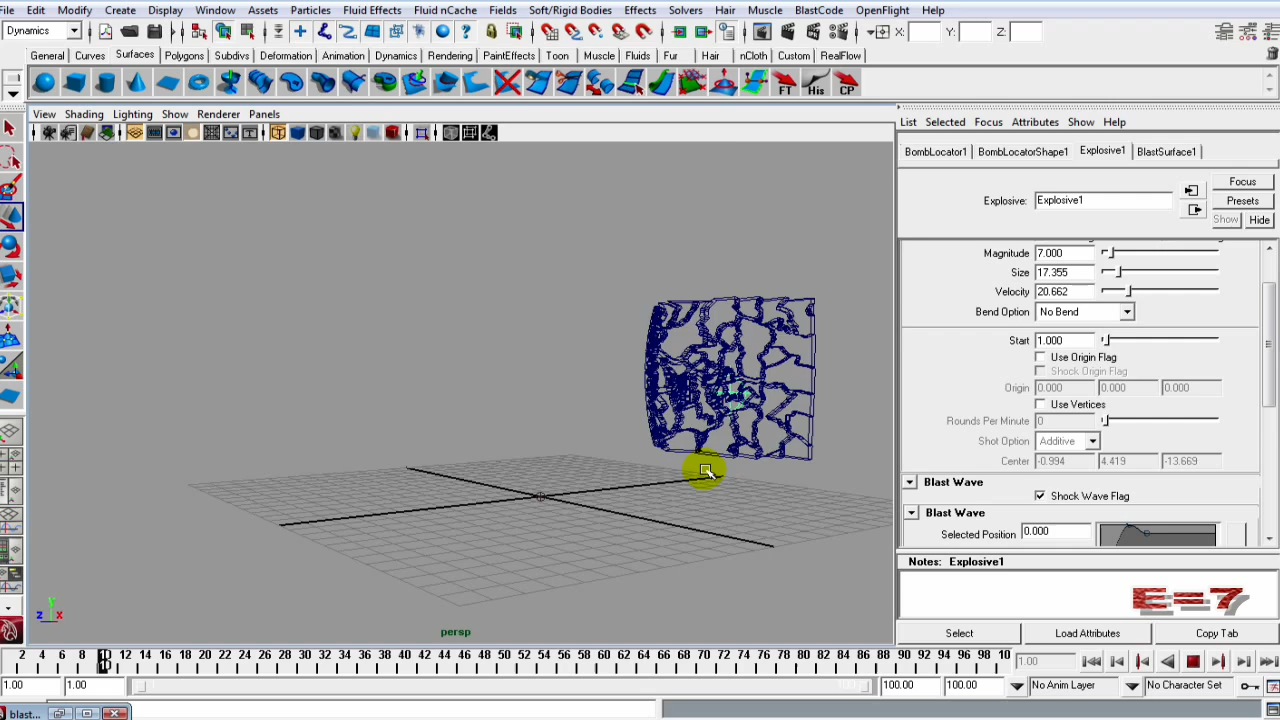 File Edit Modify Create Display Window Assets Particles Fluid Effects Fluid nCache Fields Soft/Rigid Bodies Effects Solvers Hair Muscle BlastCode OpenFlight Help
Dynamics X: Y: Z:
General Curves Surfaces Polygons Subdivs Deformation Animation Dynamics Rendering PaintEffects Toon Muscle Fluids Fur Hair nCloth Custom RealFlow
FT His CP
View Shading Lighting Show Renderer Panels
List Selected Focus Attributes Show Help
BombLocator1 BombLocatorShape1 Explosive1 BlastSurface1
Focus
Explosive: Explosive1 Presets
Show Hide
Magnitude 7.000
Size 17.355
Velocity 20.662
Bend Option No Bend
Start 1.000
Use Origin Flag
Shock Origin Flag
Origin 0.000 0.000 0.000
Use Vertices
Rounds Per Minute 0
Shot Option Additive
Center -0.994 4.419 -13.669
Blast Wave
Shock Wave Flag
Blast Wave
Selected Position 0.000
Notes: Explosive1
E=7
y
z x
persp
Select Load Attributes Copy Tab
2 4 6 8 10 12 14 16 18 20 22 24 26 28 30 32 34 36 38 40 42 44 46 48 50 52 54 56 58 60 62 64 66 68 70 72 74 76 78 80 82 84 86 88 90 92 94 96 98 10
10 1.00
1.00 1.00 100.00 100.00 No Anim Layer No Character Set
blast...